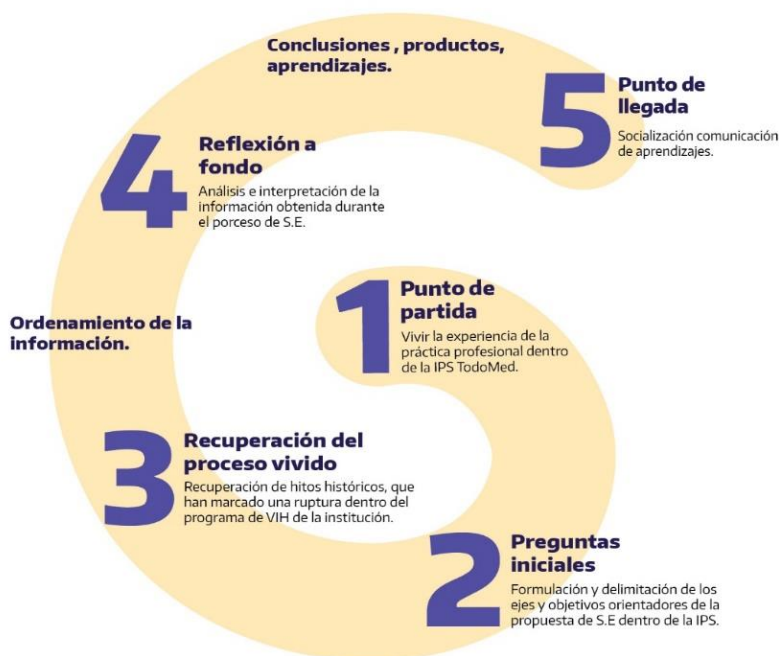 Conclusiones , productos,
aprendizajes.
5
Punto de
llegada
Socialización comunicación
de aprendizajes.
4
Reflexión a
fondo
Análisis e interpretación de la
información obtenida durante
el porceso de S.E.
1
Punto de
partida
Vivir la experiencia de la
práctica profesional dentro
de la IPS TodoMed.
Ordenamiento de la
información.
3
Recuperación del
proceso vivido
Recuperación de hitos históricos, que
han marcado una ruptura dentro del
programa de VIH de la institución.
2
Preguntas
iniciales
Formulación y delimitación de los
ejes y objetivos orientadores de la
propuesta de S.E dentro de la IPS.